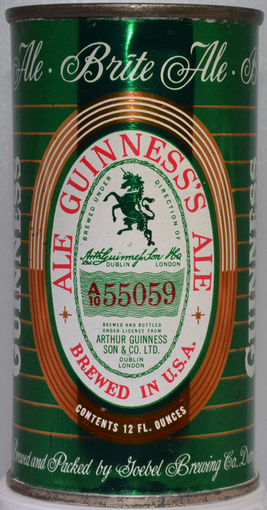 Ale · Brite Ale · B
GUINNESS
ALE GUINNESS'S ALE
BREWED UNDER DIRECTION OF
Arthur Guinness Son & Co
DUBLIN LONDON
A/10 55059
BREWED AND BOTTLED
UNDER LICENCE FROM
ARTHUR GUINNESS
SON & CO. LTD.
DUBLIN
LONDON
BREWED IN U.S.A.
CONTENTS 12 FL. OUNCES
Brewed and Packed by Goebel Brewing Co.